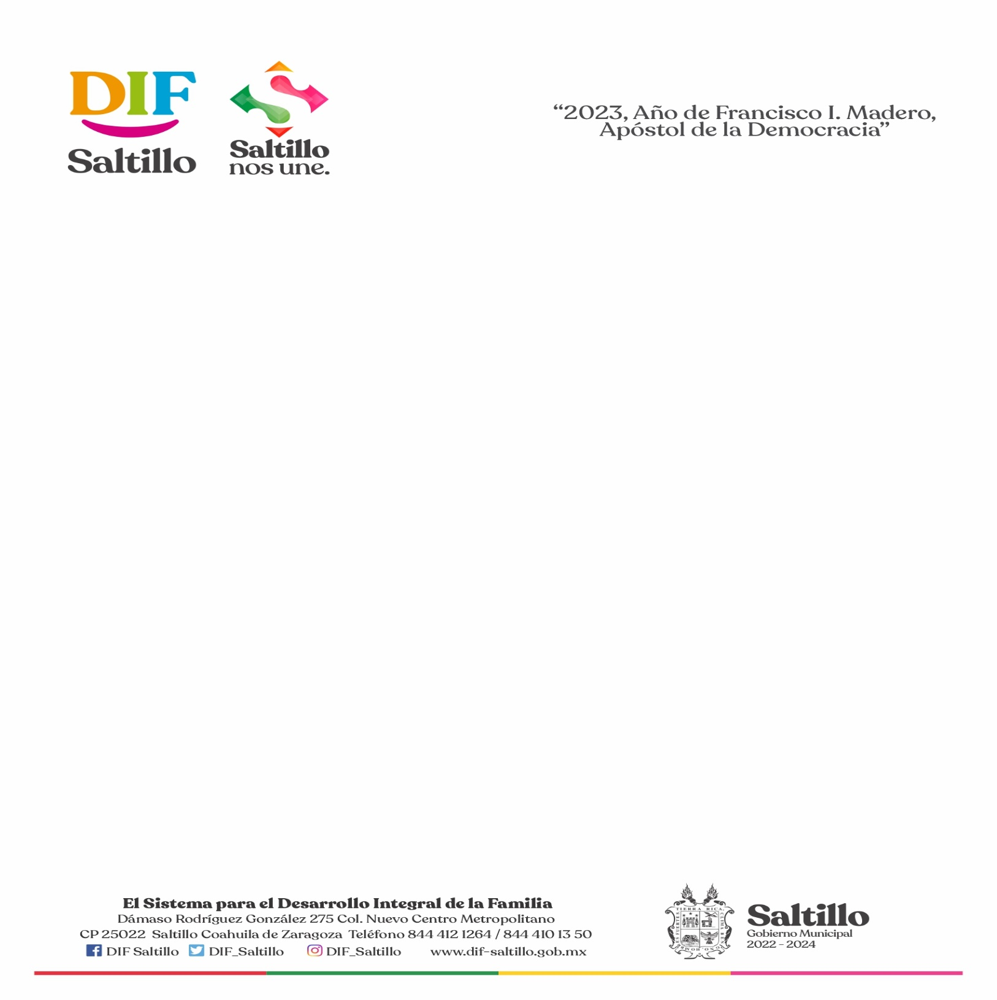 DIF
Saltillo
Saltillo
nos une.
“2023, Año de Francisco I. Madero,
Apóstol de la Democracia”
El Sistema para el Desarrollo Integral de la Familia
Dámaso Rodríguez González 275 Col. Nuevo Centro Metropolitano
CP 25022 Saltillo Coahuila de Zaragoza Teléfono 844 412 1264 / 844 410 13 50
DIF Saltillo DIF_Saltillo DIF_Saltillo www.dif-saltillo.gob.mx
TIERRA RICA, CLIMA
Saltillo
Gobierno Municipal
2022 - 2024